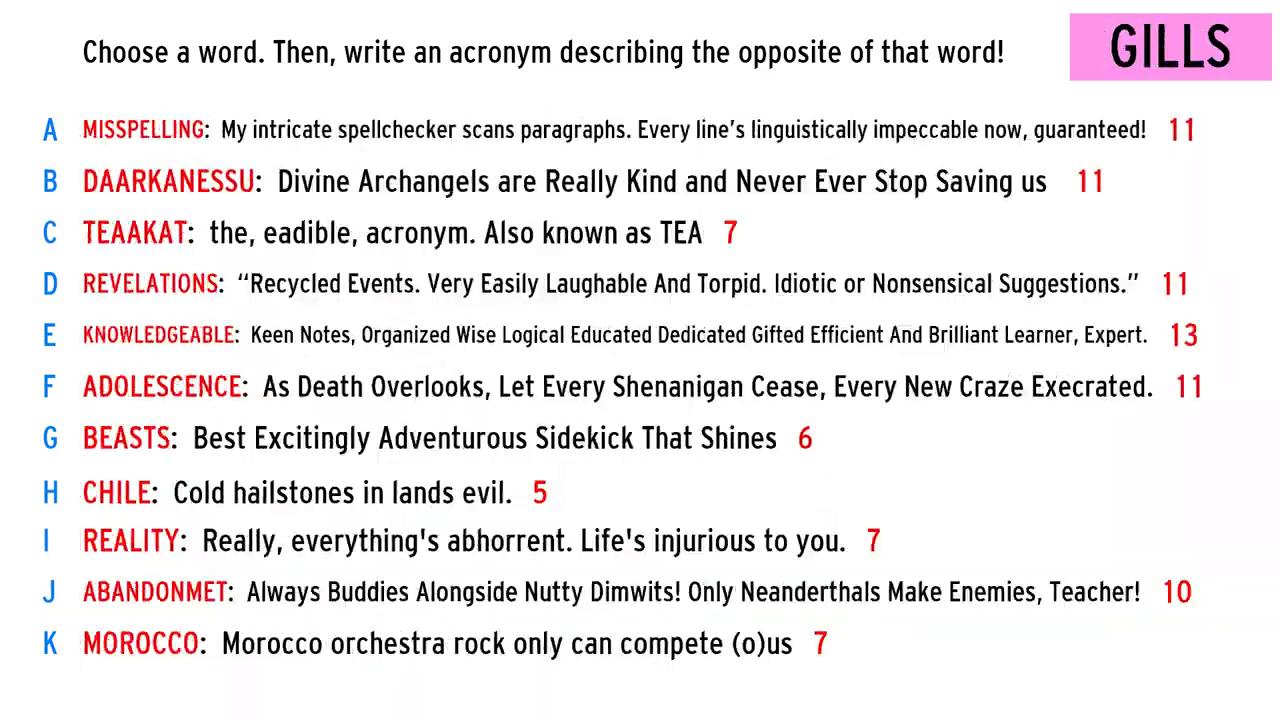 Choose a word. Then, write an acronym describing the opposite of that word!
GILLS
A MISSPELLING: My intricate spellchecker scans paragraphs. Every line's linguistically impeccable now, guaranteed! 11
B DAARKANESSU: Divine Archangels are Really Kind and Never Ever Stop Saving us 11
C TEAAKAT: the, eadible, acronym. Also known as TEA 7
D REVELATIONS: “Recycled Events. Very Easily Laughable And Torpid. Idiotic or Nonsensical Suggestions.” 11
E KNOWLEDGEABLE: Keen Notes, Organized Wise Logical Educated Dedicated Gifted Efficient And Brilliant Learner, Expert. 13
F ADOLESCENCE: As Death Overlooks, Let Every Shenanigan Cease, Every New Craze Execrated. 11
G BEASTS: Best Excitingly Adventurous Sidekick That Shines 6
H CHILE: Cold hailstones in lands evil. 5
I REALITY: Really, everything's abhorrent. Life's injurious to you. 7
J ABANDONMET: Always Buddies Alongside Nutty Dimwits! Only Neanderthals Make Enemies, Teacher! 10
K MOROCCO: Morocco orchestra rock only can compete (o)us 7